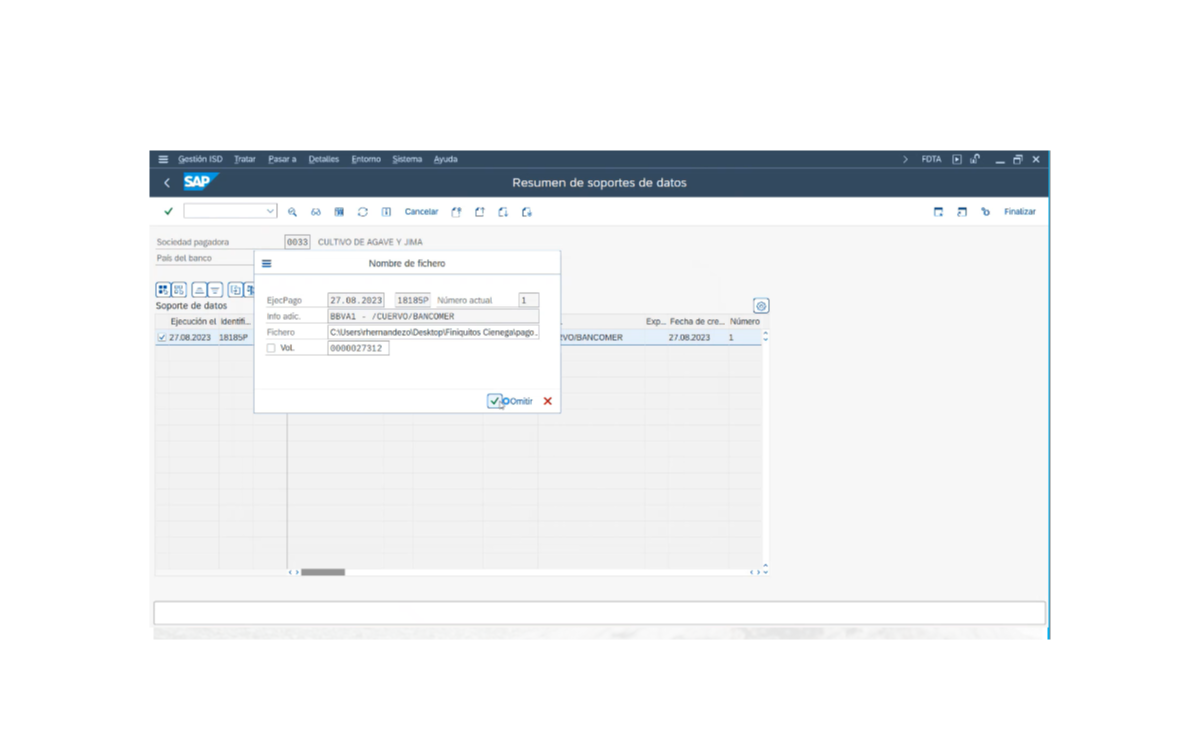 Gestión ISD Tratar Pasar a Detalles Entorno Sistema Ayuda FDTA
SAP Resumen de soportes de datos
Cancelar Finalizar
Sociedad pagadora 0033 CULTIVO DE AGAVE Y JIMA
País del banco
Nombre de fichero
EjecPago 27.08.2023 18185P Número actual 1
Info adic. BBVA1 - /CUERVO/BANCOMER
Fichero C:\Users\rhernandezo\Desktop\Finiquitos Cienega\pago.
Vol. 0000027312
Omitir
Soporte de datos
Ejecución el Identifi... Exp... Fecha de cre... Número
27.08.2023 18185P VO/BANCOMER 27.08.2023 1